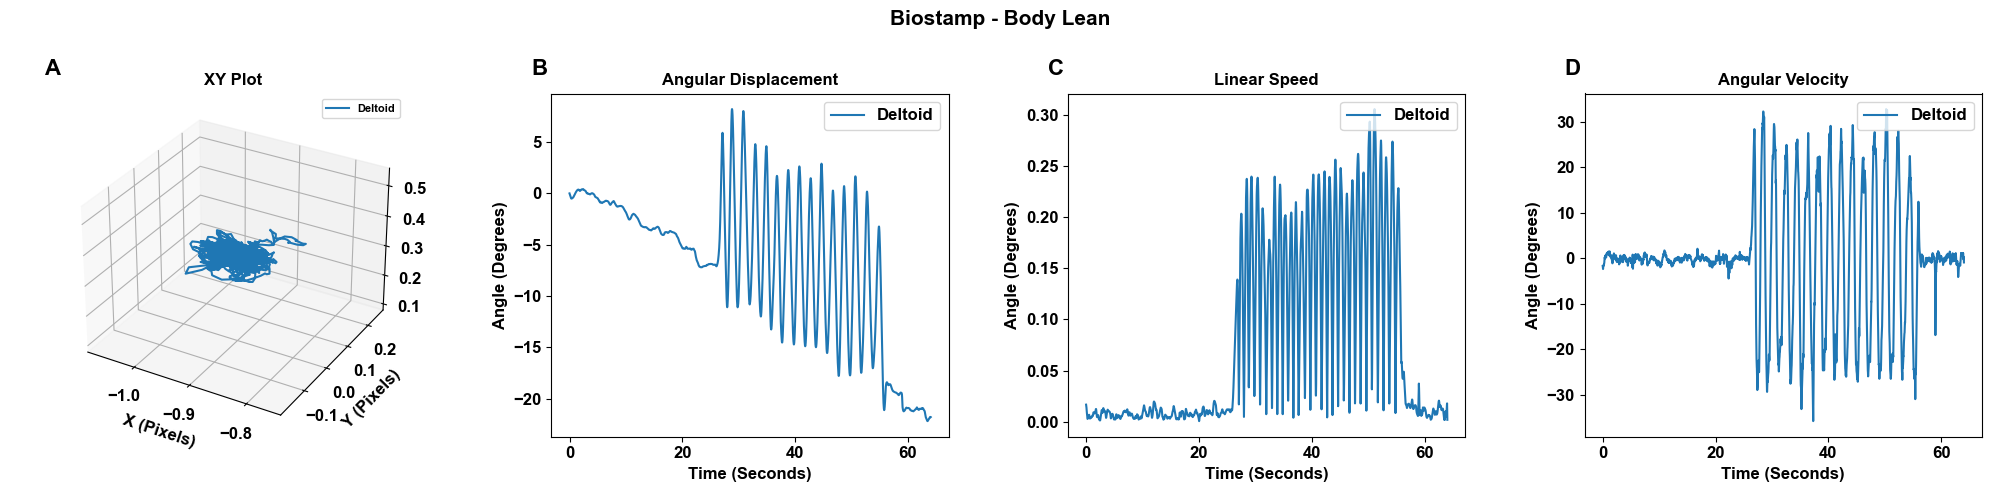 Biostamp - Body Lean
A
XY Plot
Deltoid
0.5
0.4
0.3
0.2
0.1
0.2
0.1
0.0
−0.1
−1.0
−0.9
−0.8
X (Pixels)
Y (Pixels)
B
Angular Displacement
Deltoid
Angle (Degrees)
5
0
−5
−10
−15
−20
0 20 40 60
Time (Seconds)
C
Linear Speed
Deltoid
Angle (Degrees)
0.30
0.25
0.20
0.15
0.10
0.05
0.00
0 20 40 60
Time (Seconds)
D
Angular Velocity
Deltoid
Angle (Degrees)
30
20
10
0
−10
−20
−30
0 20 40 60
Time (Seconds)